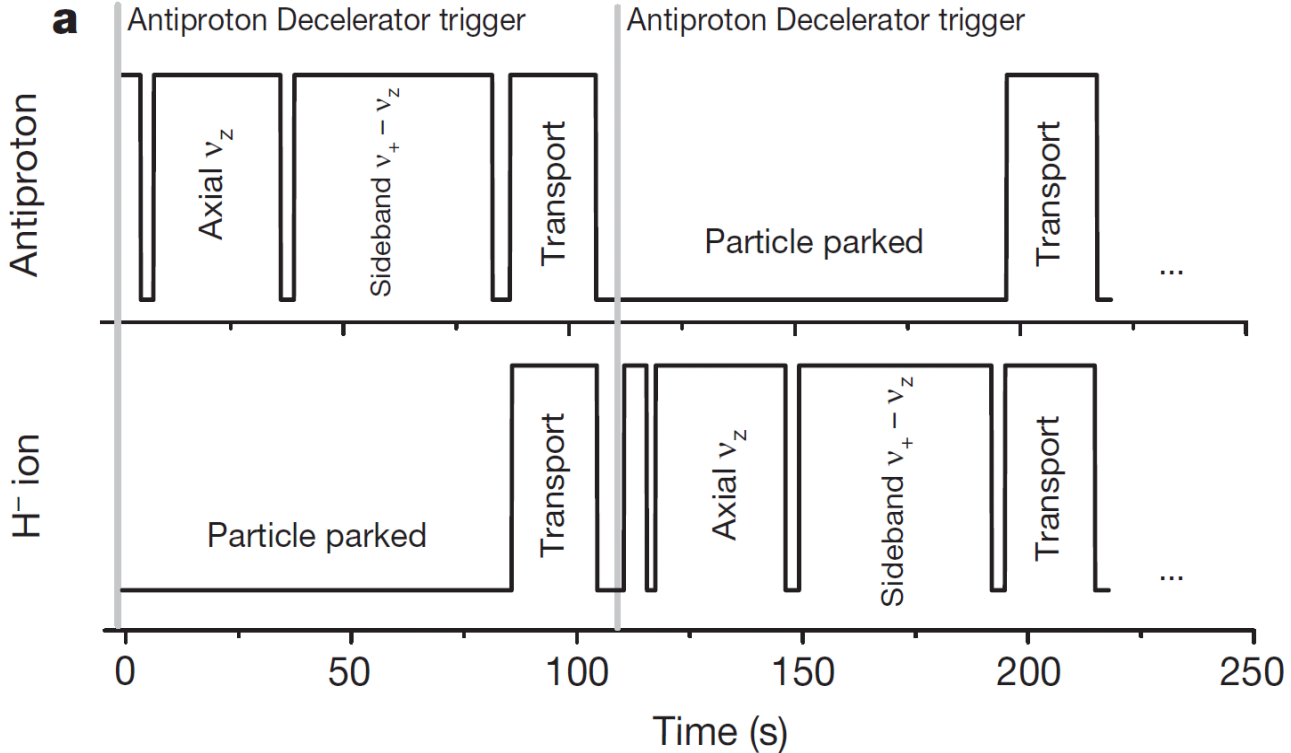 a
Antiproton Decelerator trigger
Antiproton Decelerator trigger
Antiproton
Axial ν_z
Sideband ν_+ − ν_z
Transport
Particle parked
Transport
...
H⁻ ion
Particle parked
Transport
Axial ν_z
Sideband ν_+ − ν_z
Transport
...
0 50 100 150 200 250
Time (s)